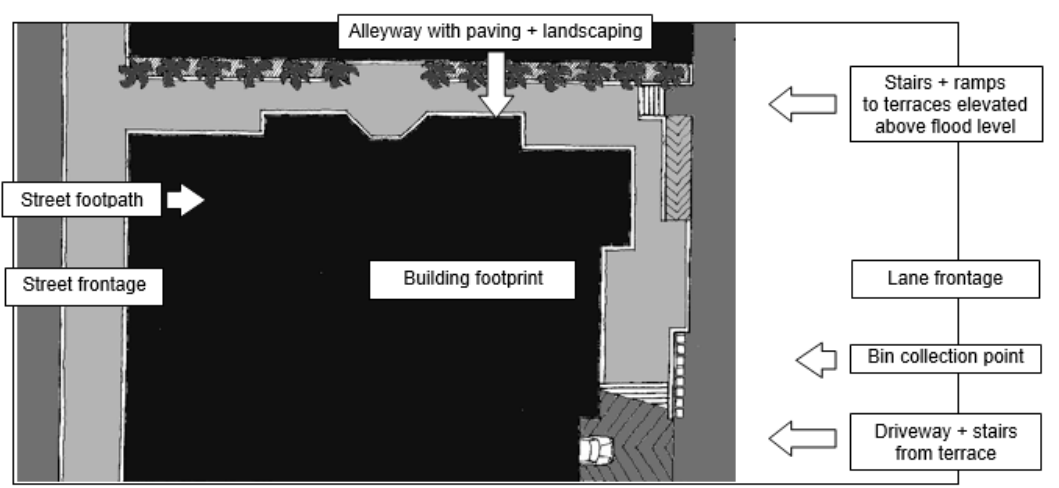 Alleyway with paving + landscaping
Stairs + ramps
to terraces elevated
above flood level
Street footpath
Street frontage
Building footprint
Lane frontage
Bin collection point
Driveway + stairs
from terrace